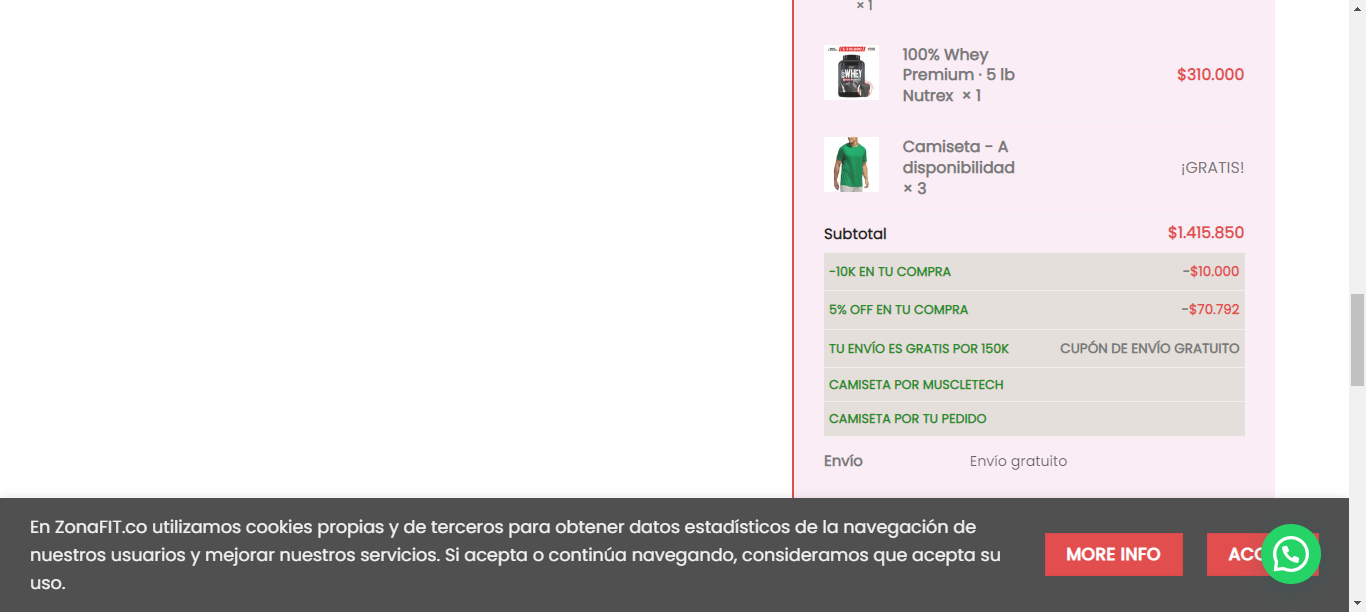 × 1
100% Whey
Premium · 5 lb
Nutrex × 1
$310.000
WHEY
Camiseta - A
disponibilidad
× 3
¡GRATIS!
Subtotal $1.415.850
-10K EN TU COMPRA -$10.000
5% OFF EN TU COMPRA -$70.792
TU ENVÍO ES GRATIS POR 150K CUPÓN DE ENVÍO GRATUITO
CAMISETA POR MUSCLETECH
CAMISETA POR TU PEDIDO
Envío Envío gratuito
En ZonaFIT.co utilizamos cookies propias y de terceros para obtener datos estadísticos de la navegación de
nuestros usuarios y mejorar nuestros servicios. Si acepta o continúa navegando, consideramos que acepta su
uso.
MORE INFO